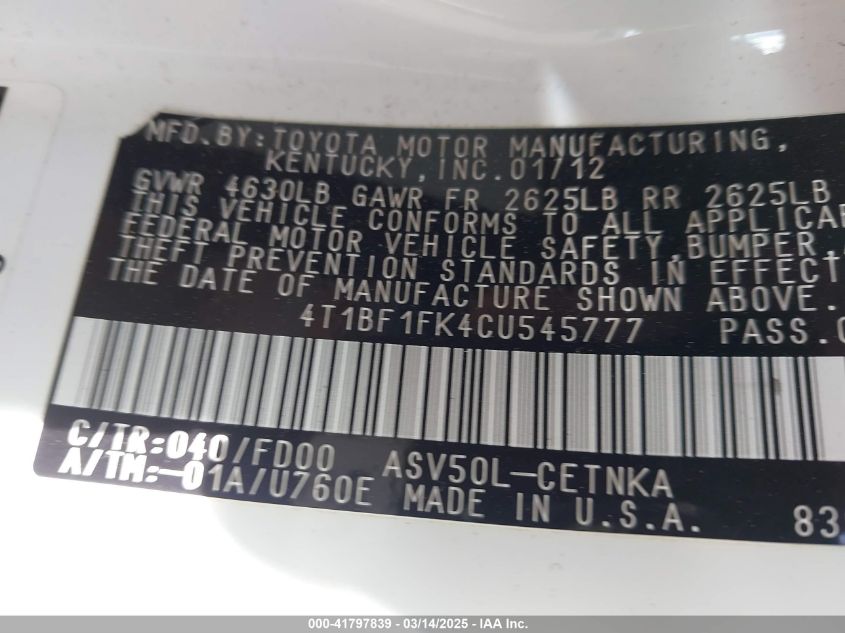 MFD. BY: TOYOTA MOTOR MANUFACTURING,
KENTUCKY, INC. 01/12
GVWR 4630LB GAWR FR 2625LB RR 2625LB
THIS VEHICLE CONFORMS TO ALL APPLICA
FEDERAL MOTOR VEHICLE SAFETY, BUMPER,
THEFT PREVENTION STANDARDS IN EFFECT
THE DATE OF MANUFACTURE SHOWN ABOVE.
4T1BF1FK4CU545777 PASS.
C/TR: 040/FD00 ASV50L-CETNKA
A/TM: -01A/U760E MADE IN U.S.A. 83
000-41797839 - 03/14/2025 - IAA Inc.